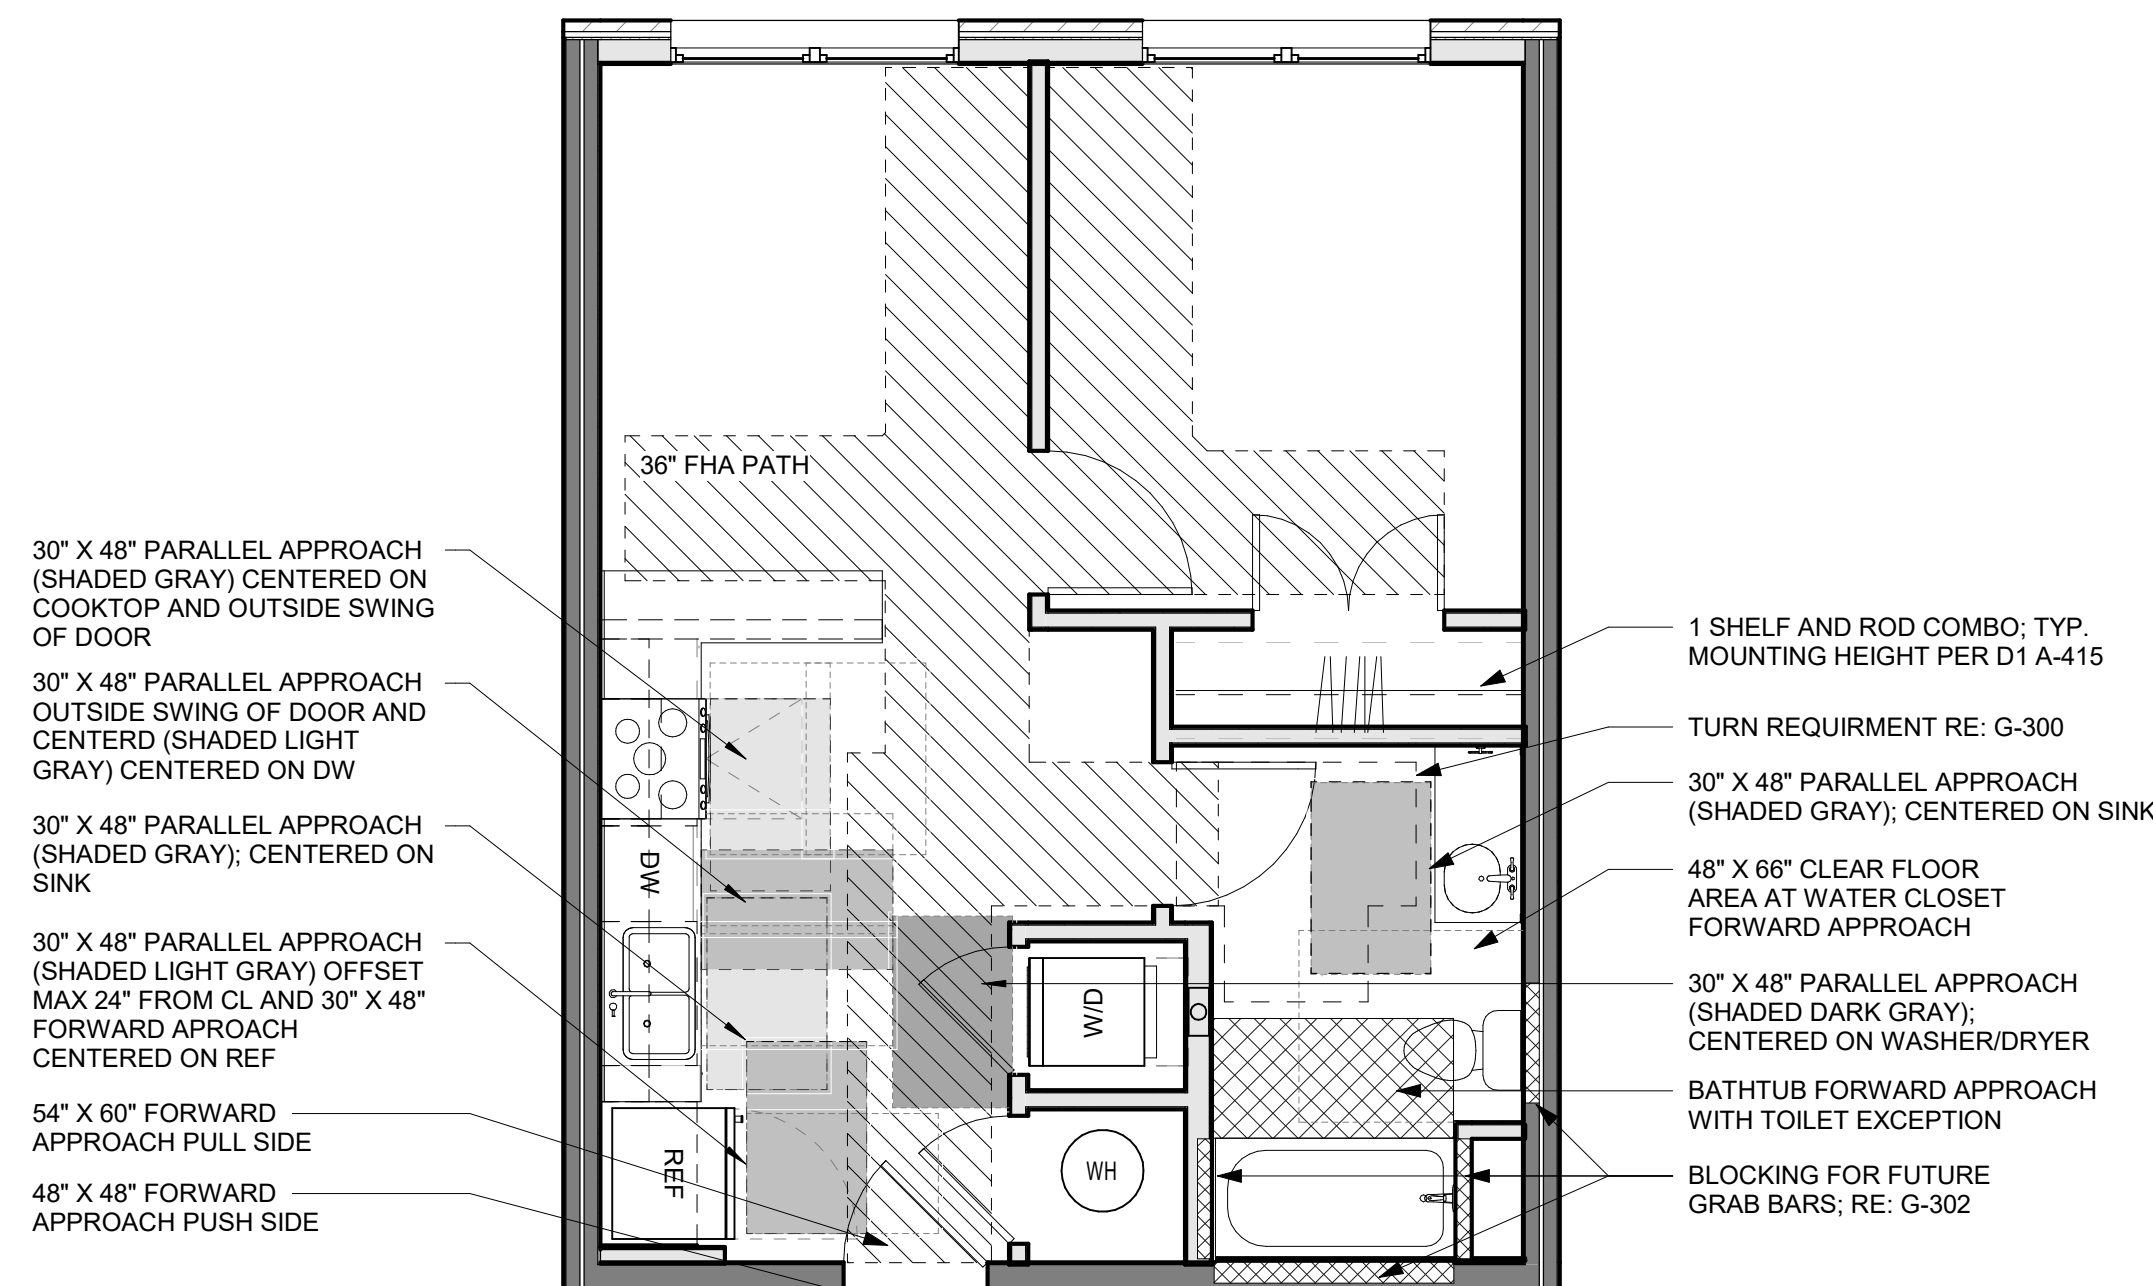 36" FHA PATH
30" X 48" PARALLEL APPROACH
(SHADED GRAY) CENTERED ON
COOKTOP AND OUTSIDE SWING
OF DOOR
30" X 48" PARALLEL APPROACH
OUTSIDE SWING OF DOOR AND
CENTERD (SHADED LIGHT
GRAY) CENTERED ON DW
30" X 48" PARALLEL APPROACH
(SHADED GRAY); CENTERED ON
SINK
30" X 48" PARALLEL APPROACH
(SHADED LIGHT GRAY) OFFSET
MAX 24" FROM CL AND 30" X 48"
FORWARD APROACH
CENTERED ON REF
54" X 60" FORWARD
APPROACH PULL SIDE
48" X 48" FORWARD
APPROACH PUSH SIDE
DW
REF
W/D
WH
1 SHELF AND ROD COMBO; TYP.
MOUNTING HEIGHT PER D1 A-415
TURN REQUIRMENT RE: G-300
30" X 48" PARALLEL APPROACH
(SHADED GRAY); CENTERED ON SINK
48" X 66" CLEAR FLOOR
AREA AT WATER CLOSET
FORWARD APPROACH
30" X 48" PARALLEL APPROACH
(SHADED DARK GRAY);
CENTERED ON WASHER/DRYER
BATHTUB FORWARD APPROACH
WITH TOILET EXCEPTION
BLOCKING FOR FUTURE
GRAB BARS; RE: G-302